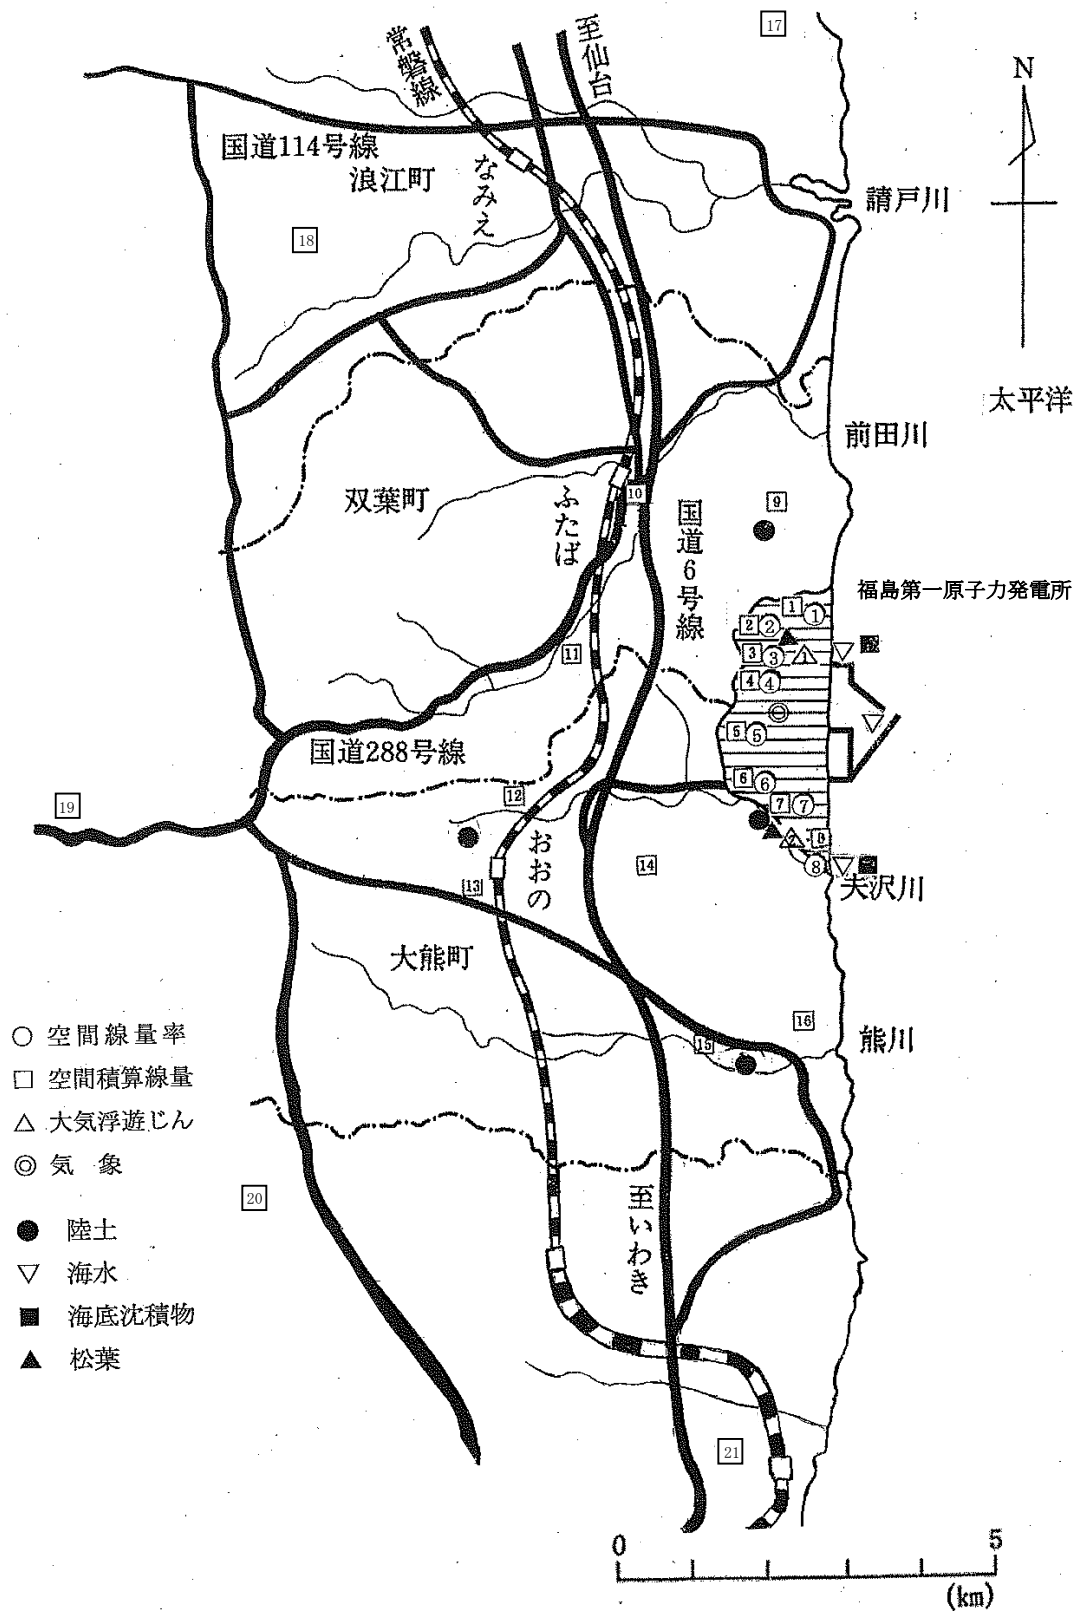 17
常磐線
至仙台
N
国道114号線
浪江町
なみえ
請戸川
18
太平洋
前田川
双葉町
ふたば
10
9
国道6号線
福島第一原子力発電所
1 ①
2 ②
3 ③ 1
4 ④
5 ⑤
6 ⑥
7 ⑦
2 8
⑧
11
国道288号線
12
19
おおの
14
13
夫沢川
大熊町
16
15
熊川
○ 空間線量率
□ 空間積算線量
△ 大気浮遊じん
◎ 気象
● 陸土
▽ 海水
■ 海底沈積物
▲ 松葉
20
至いわき
21
0 5
(km)